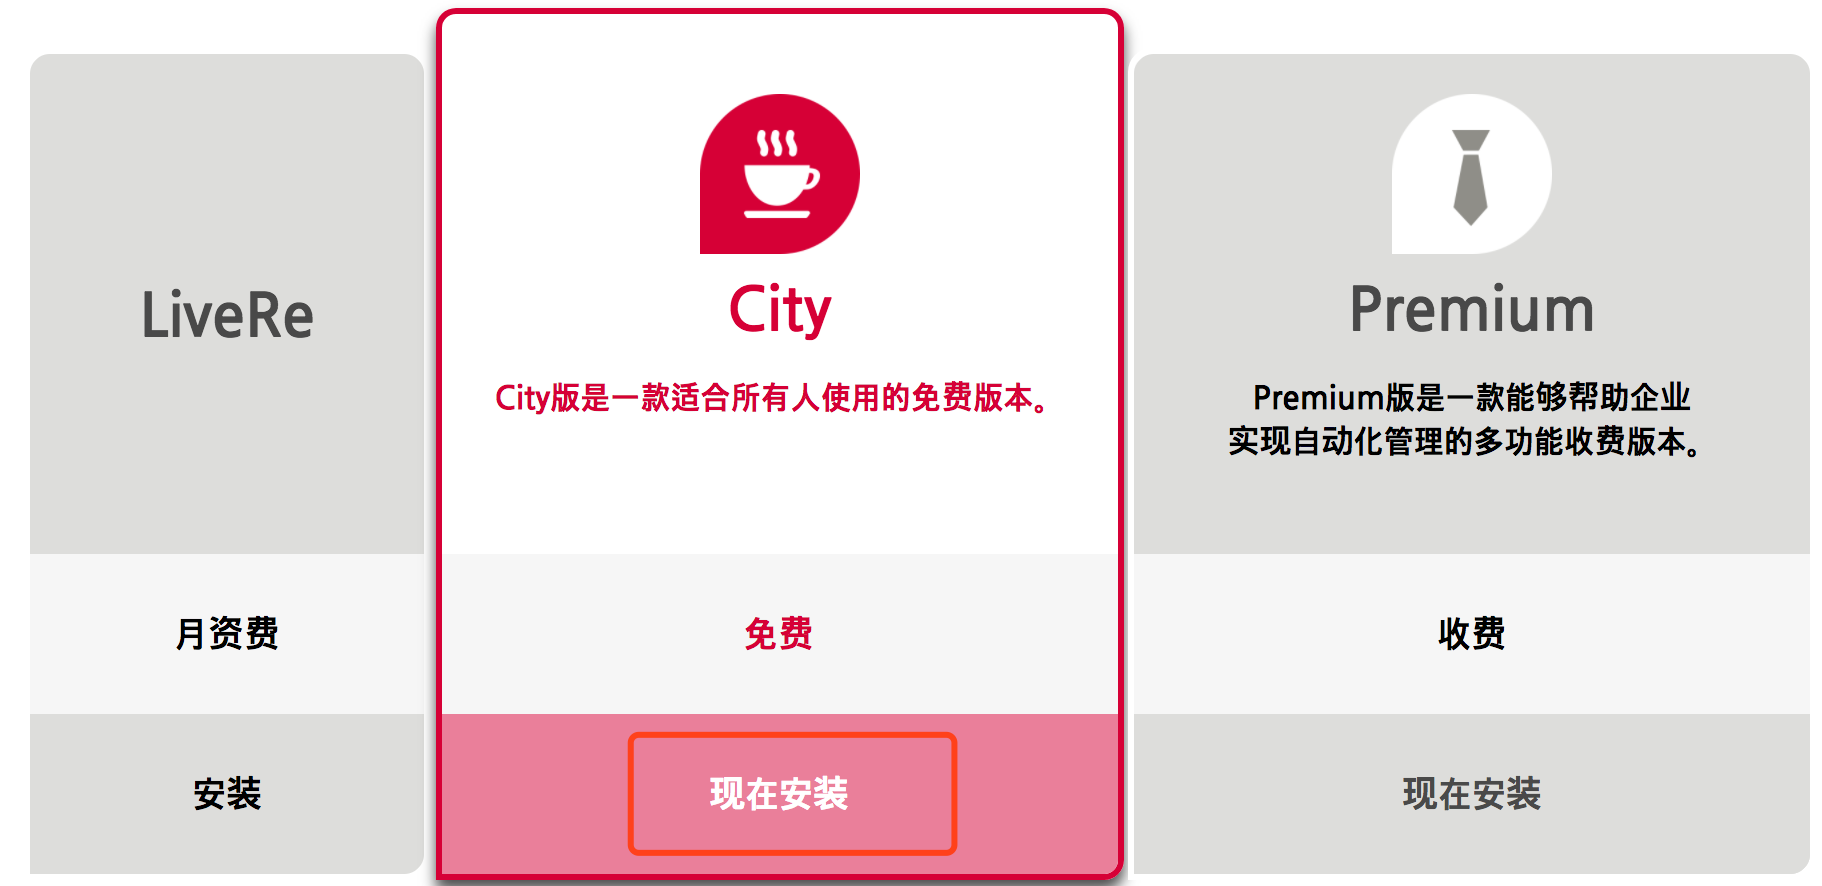 LiveRe
City
Premium
City版是一款适合所有人使用的免费版本。
Premium版是一款能够帮助企业
实现自动化管理的多功能收费版本。
月资费
免费
收费
安装
现在安装
现在安装